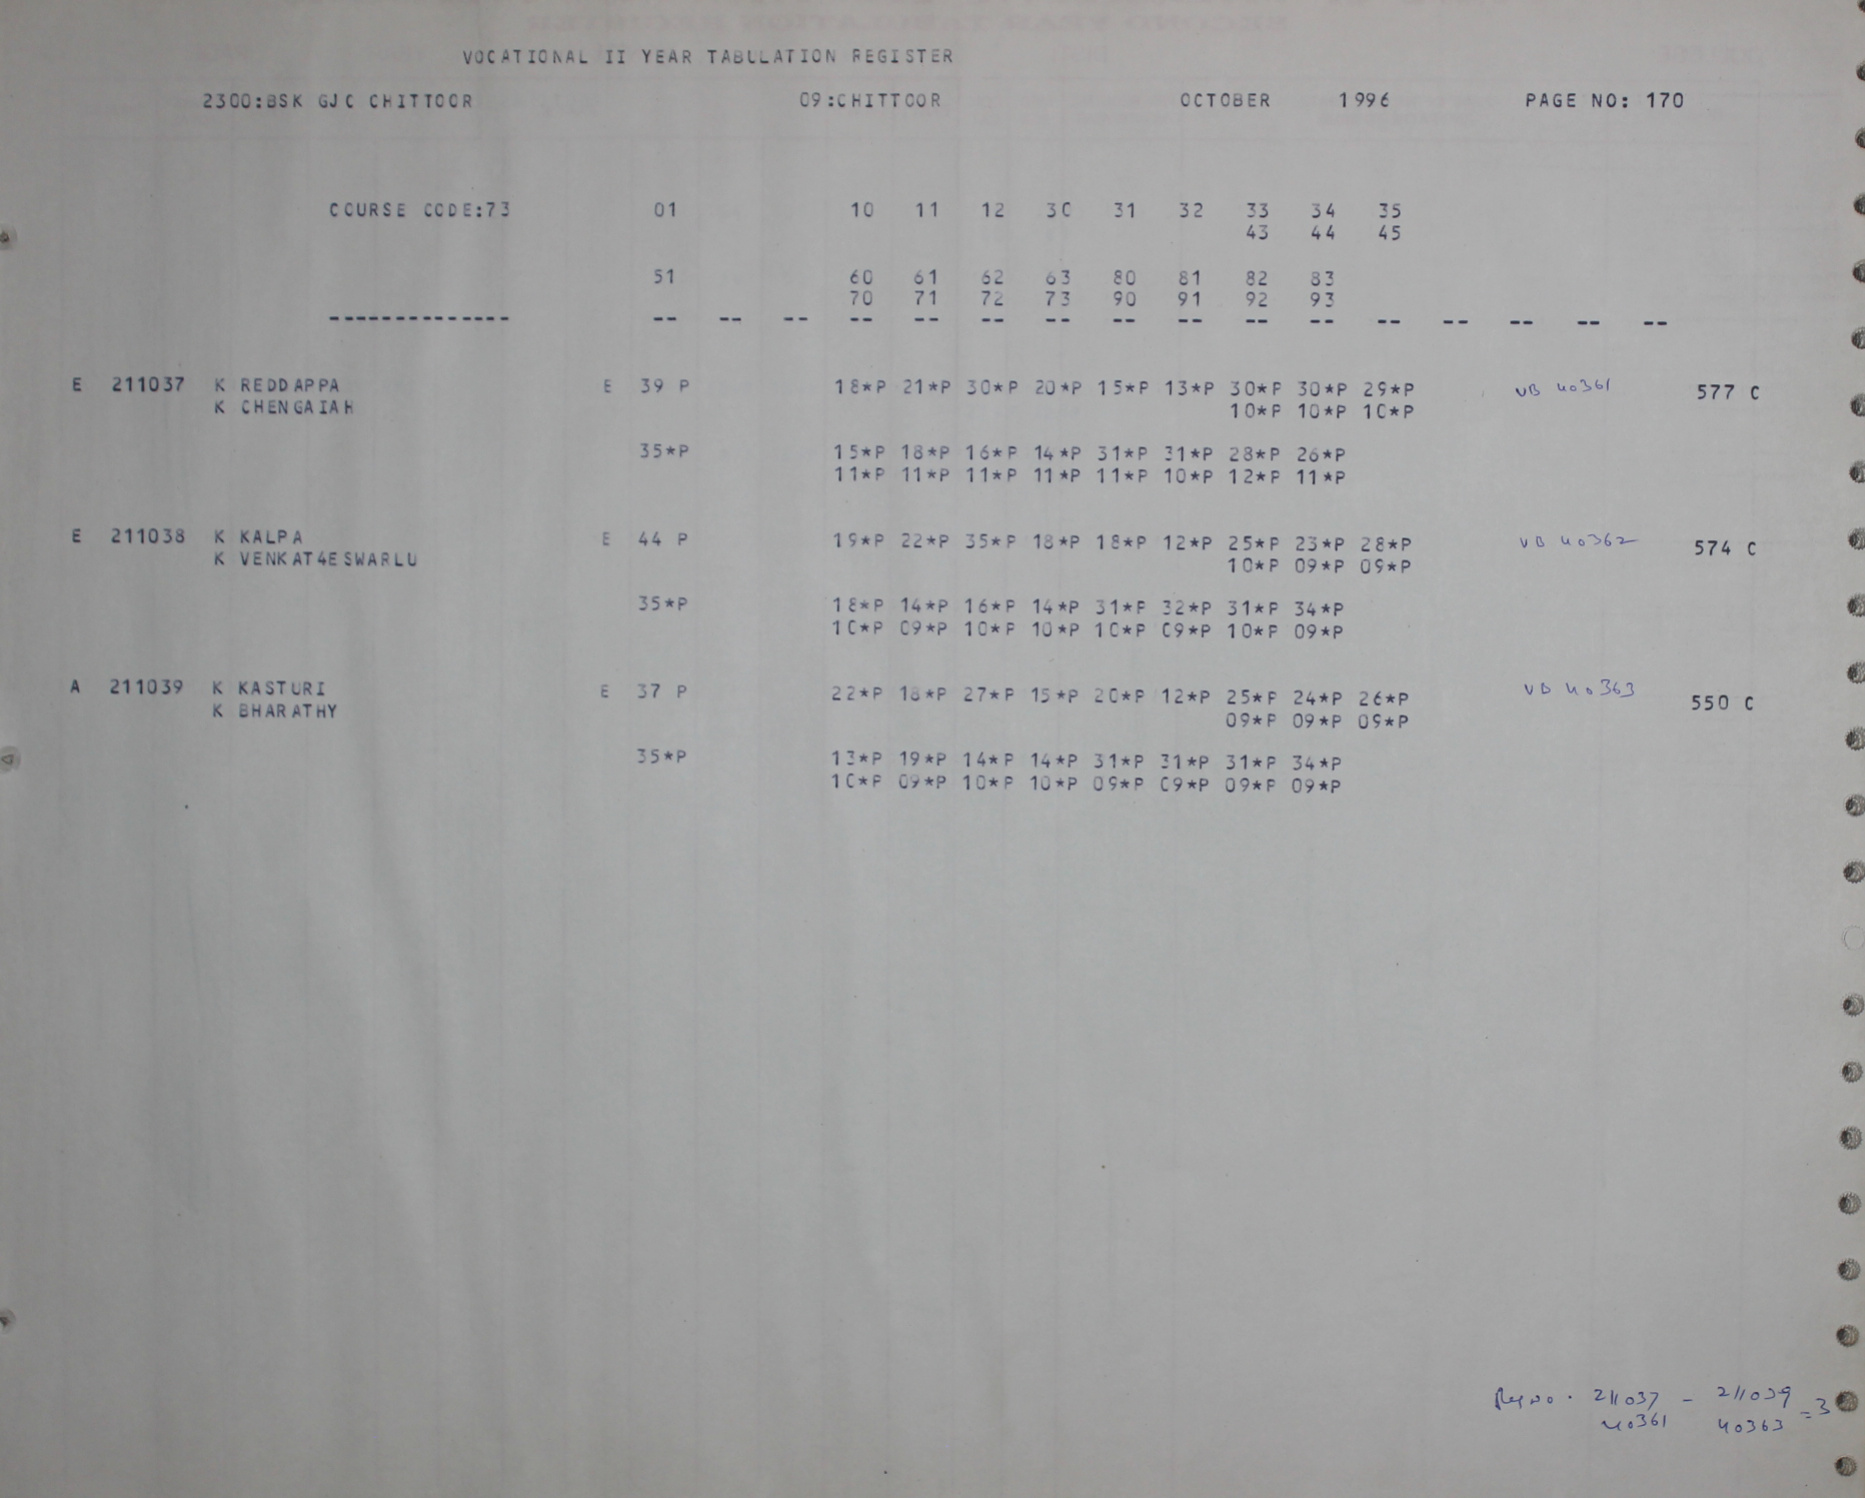 VOCATIONAL II YEAR TABULATION REGISTER
2300:BSK GJC CHITTOOR 09:CHITTOOR OCTOBER 1996 PAGE NO: 170
COURSE CODE:73 01 10 11 12 30 31 32 33 34 35
43 44 45
51 60 61 62 63 80 81 82 83
70 71 72 73 90 91 92 93
-------------- -- -- -- -- -- -- -- -- -- -- -- -- -- -- -- --
E 211037 K REDDAPPA E 39 P 18*P 21*P 30*P 20*P 15*P 13*P 30*P 30*P 29*P VB 40361 577 C
K CHENGAIAH 10*P 10*P 10*P
35*P 15*P 18*P 16*P 14*P 31*P 31*P 28*P 26*P
11*P 11*P 11*P 11*P 11*P 10*P 12*P 11*P
E 211038 K KALPA E 44 P 19*P 22*P 35*P 18*P 18*P 12*P 25*P 23*P 28*P VB 40362 574 C
K VENKAT4ESWARLU 10*P 09*P 09*P
35*P 18*P 14*P 16*P 14*P 31*P 32*P 31*P 34*P
10*P 09*P 10*P 10*P 10*P 09*P 10*P 09*P
A 211039 K KASTURI E 37 P 22*P 18*P 27*P 15*P 20*P 12*P 25*P 24*P 26*P VB 40363 550 C
K BHARATHY 09*P 09*P 09*P
35*P 13*P 19*P 14*P 14*P 31*P 31*P 31*P 34*P
10*P 09*P 10*P 10*P 09*P 09*P 09*P 09*P
211037 - 211039 = 3
40361 40363